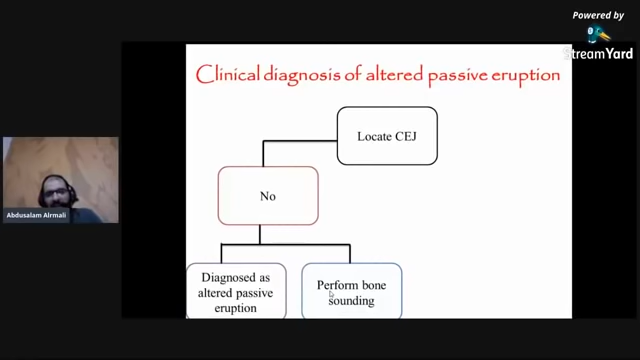 Powered by
StreamYard
Clinical diagnosis of altered passive eruption
Locate CEJ
No
Diagnosed as
altered passive
eruption
Perform bone
sounding
Abdusalam Alrmali